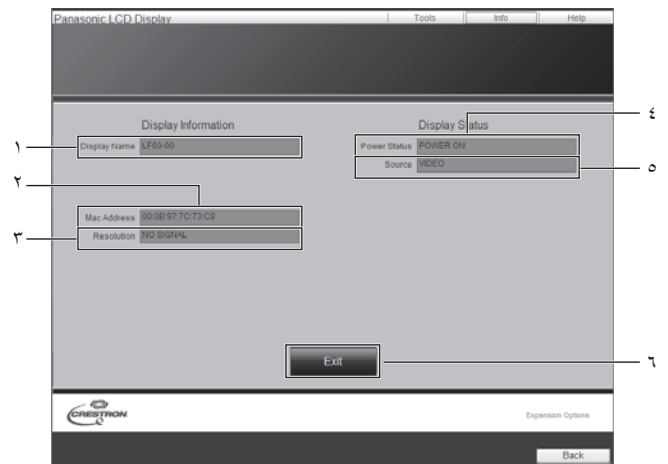 Panasonic LCD Display Tools Info Help
Display Information Display Status
١ Display Name LF60-00 Power Status POWER ON ٤
Source VIDEO ٥
٢
Mac Address 00:0B:97:7C:73:C9
٣ Resolution NO SIGNAL
Exit ٦
CRESTRON Expansion Options
Back